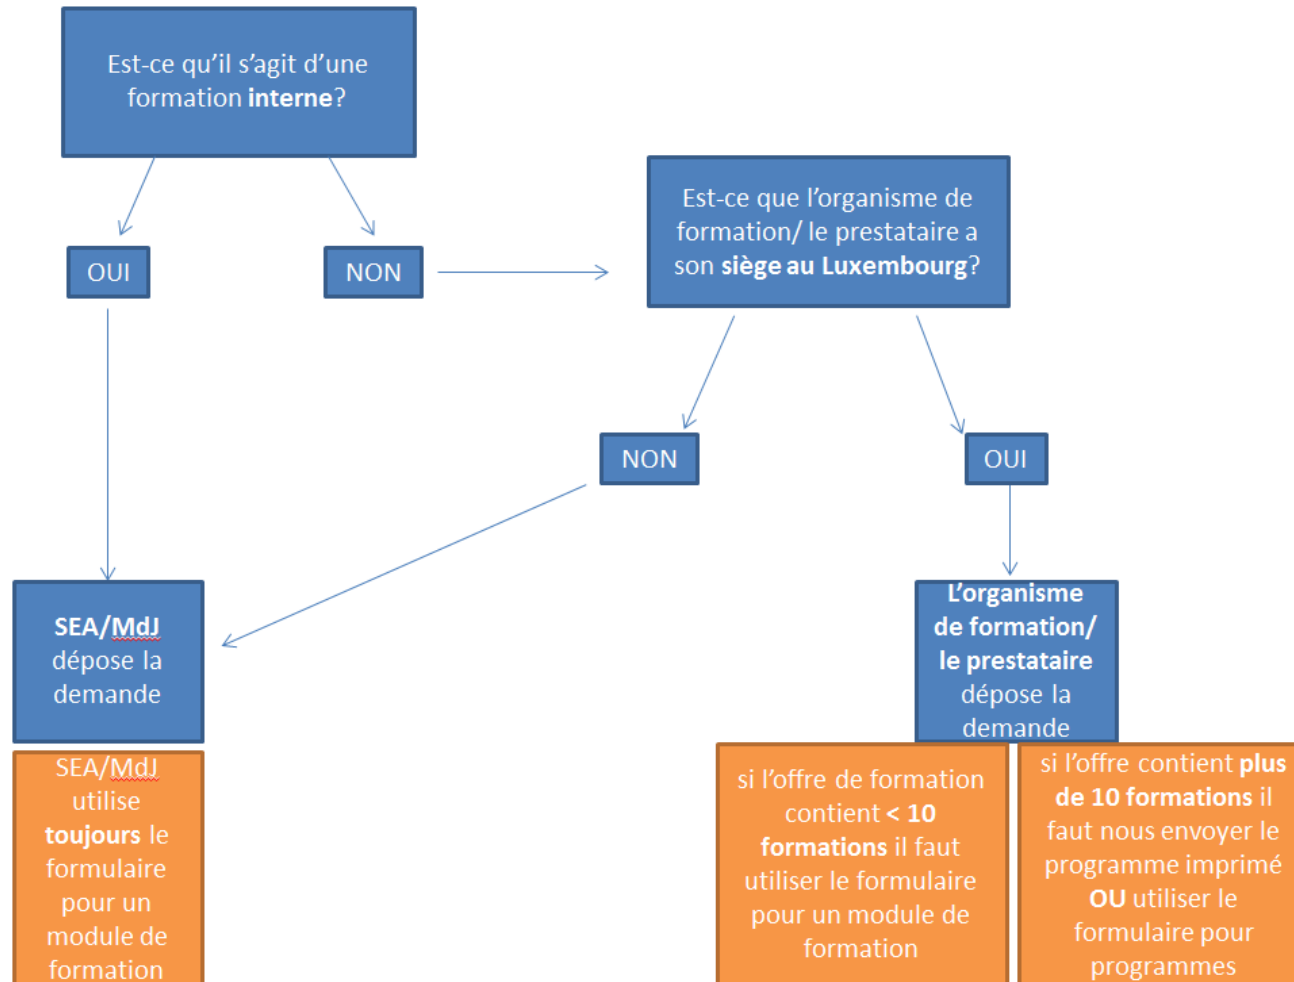 Est-ce qu’il s’agit d’une
formation interne?
Est-ce que l’organisme de
formation/ le prestataire a
son siège au Luxembourg?
OUI
NON
NON
OUI
SEA/MdJ
dépose la
demande
L’organisme
de formation/
le prestataire
dépose la
demande
SEA/MdJ
utilise
toujours le
formulaire
pour un
module de
formation
si l’offre de formation
contient < 10
formations il faut
utiliser le formulaire
pour un module de
formation
si l’offre contient plus
de 10 formations il
faut nous envoyer le
programme imprimé
OU utiliser le
formulaire pour
programmes